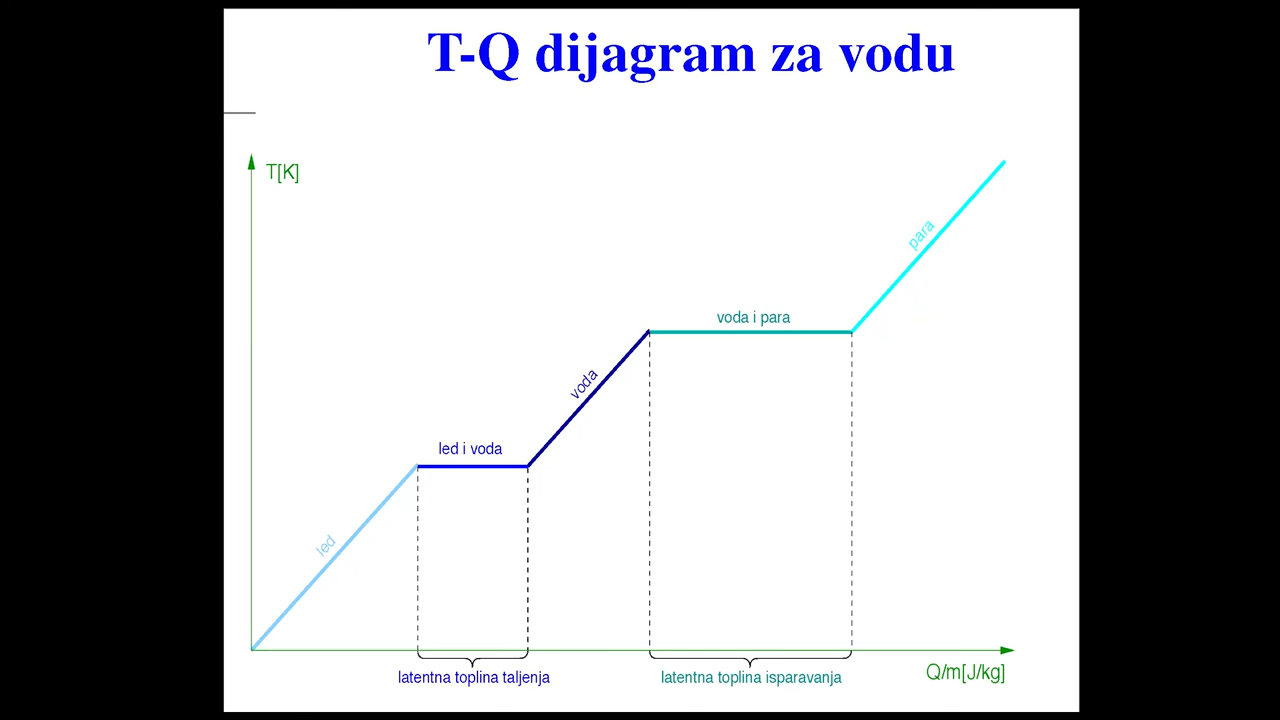 T-Q dijagram za vodu
T[K]
para
voda i para
voda
led i voda
led
Q/m[J/kg]
latentna toplina taljenja
latentna toplina isparavanja